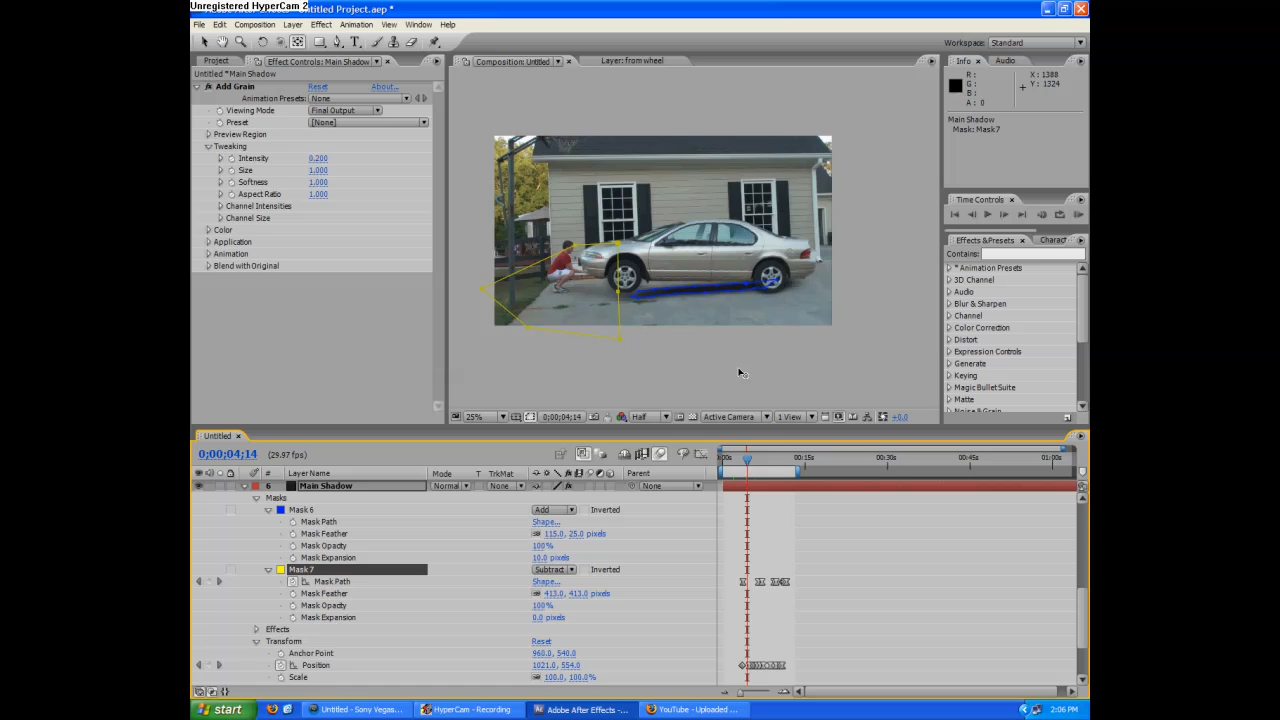 Unregistered HyperCam 2
Untitled Project.aep *
File Edit Composition Layer Effect Animation View Window Help
Workspace: Standard
Project Effect Controls: Main Shadow
Composition: Untitled
Layer: from wheel
Info Audio
Untitled * Main Shadow
Add Grain Reset About...
Animation Presets: None
Viewing Mode Final Output
Preset [None]
Preview Region
Tweaking
Intensity 0.200
Size 1.000
Softness 1.000
Aspect Ratio 1.000
Channel Intensities
Channel Size
Color
Application
Animation
Blend with Original
R:
G:
B:
A: 0
X: 1388
Y: 1324
Main Shadow
Mask: Mask 7
Time Controls
Effects & Presets Charac
Contains:
* Animation Presets
3D Channel
Audio
Blur & Sharpen
Channel
Color Correction
Distort
Expression Controls
Generate
Keying
Magic Bullet Suite
Matte
Noise & Grain
25% 0;00;04;14 Half Active Camera 1 View +0.0
Untitled
0;00;04;14 (29.97 fps)
:00s 00:15s 00:30s 00:45s 01:00s
# Layer Name Mode T TrkMat Parent
6 Main Shadow Normal None None
Masks
Mask 6 Add Inverted
Mask Path Shape...
Mask Feather 115.0, 25.0 pixels
Mask Opacity 100%
Mask Expansion 10.0 pixels
Mask 7 Subtract Inverted
Mask Path Shape...
Mask Feather 413.0, 413.0 pixels
Mask Opacity 100%
Mask Expansion 0.0 pixels
Effects
Transform Reset
Anchor Point 960.0, 540.0
Position 1021.0, 554.0
Scale 100.0, 100.0%
start Untitled - Sony Vegas... HyperCam - Recording Adobe After Effects -... YouTube - Uploaded ... 2:06 PM